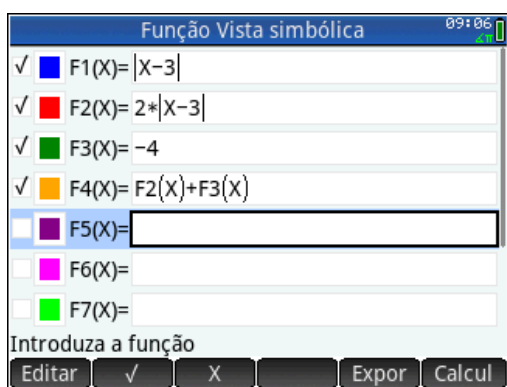 Função Vista simbólica 09:06
∡π
√ F1(X)= |X−3|
√ F2(X)= 2*|X−3|
√ F3(X)= −4
√ F4(X)= F2(X)+F3(X)
F5(X)=
F6(X)=
F7(X)=
Introduza a função
Editar √ X Expor Calcul